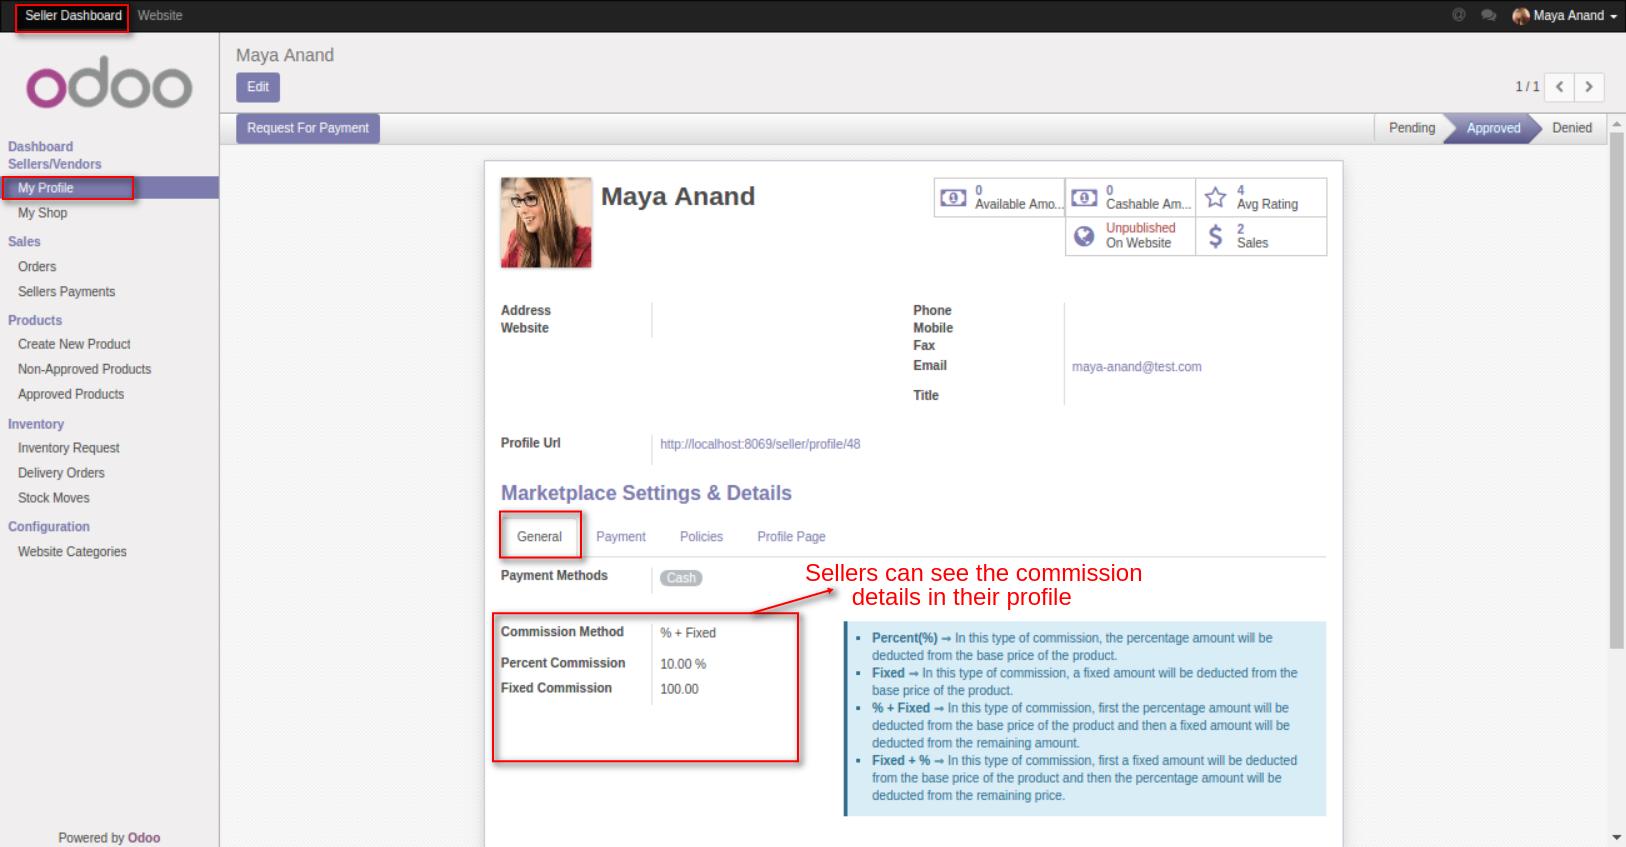 Seller Dashboard Website
Maya Anand
odoo
Dashboard
Sellers/Vendors
My Profile
My Shop
Sales
Orders
Sellers Payments
Products
Create New Product
Non-Approved Products
Approved Products
Inventory
Inventory Request
Delivery Orders
Stock Moves
Configuration
Website Categories
Powered by Odoo
Maya Anand
Edit
1 / 1
Request For Payment
Pending Approved Denied
Maya Anand
0
Available Amo...
0
Cashable Am...
4
Avg Rating
Unpublished
On Website
2
Sales
Address
Website
Phone
Mobile
Fax
Email maya-anand@test.com
Title
Profile Url http://localhost:8069/seller/profile/48
Marketplace Settings & Details
General Payment Policies Profile Page
Payment Methods Cash
Sellers can see the commission
details in their profile
Commission Method % + Fixed
Percent Commission 10.00 %
Fixed Commission 100.00
• Percent(%) ⇒ In this type of commission, the percentage amount will be
deducted from the base price of the product.
• Fixed ⇒ In this type of commission, a fixed amount will be deducted from the
base price of the product.
• % + Fixed ⇒ In this type of commission, first the percentage amount will be
deducted from the base price of the product and then a fixed amount will be
deducted from the remaining amount.
• Fixed + % ⇒ In this type of commission, first a fixed amount will be deducted
from the base price of the product and then the percentage amount will be
deducted from the remaining price.